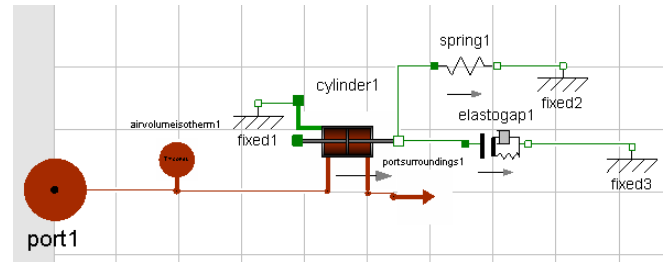 spring1
cylinder1
fixed2
elastogap1
airvolumeisotherm1
fixed1
portsurroundings1
fixed3
port1